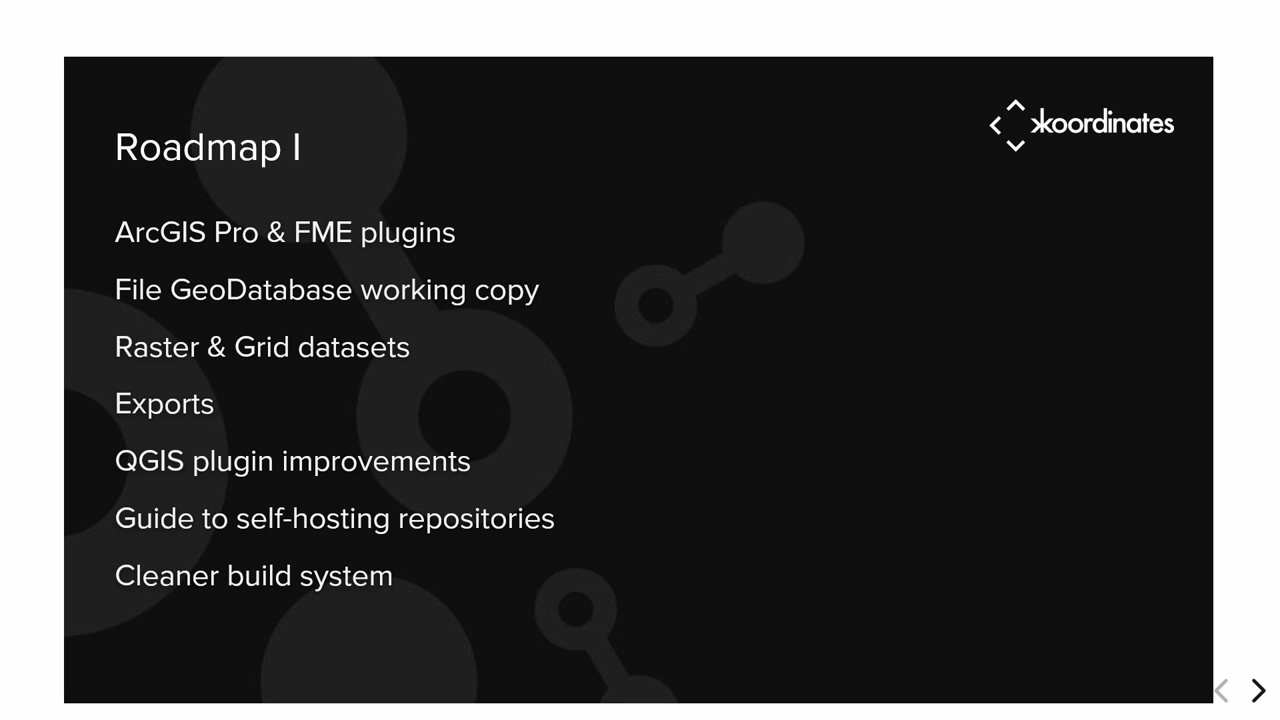 Roadmap I
koordinates
ArcGIS Pro & FME plugins
File GeoDatabase working copy
Raster & Grid datasets
Exports
QGIS plugin improvements
Guide to self-hosting repositories
Cleaner build system